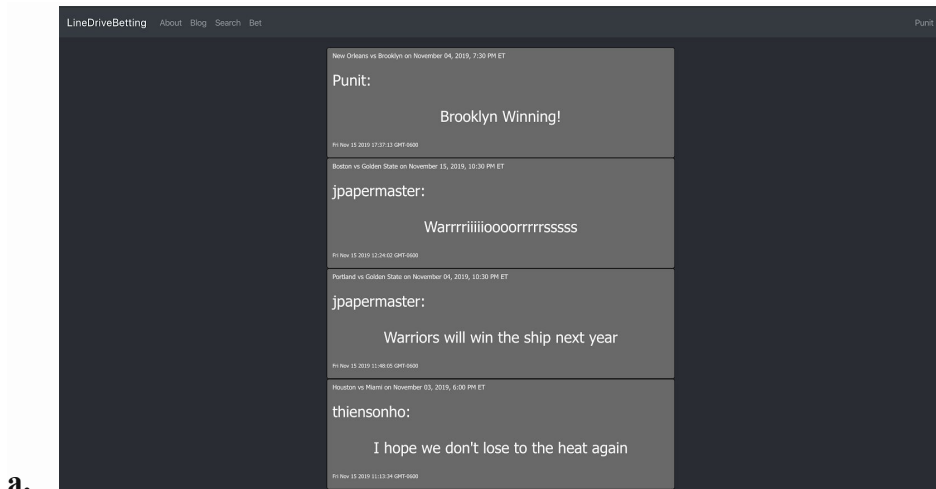 LineDriveBetting About Blog Search Bet Punit
New Orleans vs Brooklyn on November 04, 2019, 7:30 PM ET
Punit:
Brooklyn Winning!
Fri Nov 15 2019 17:37:13 GMT-0600
Boston vs Golden State on November 15, 2019, 10:30 PM ET
jpapermaster:
Warrrriiiiioooorrrrrsssss
Fri Nov 15 2019 12:24:02 GMT-0600
Portland vs Golden State on November 04, 2019, 10:30 PM ET
jpapermaster:
Warriors will win the ship next year
Fri Nov 15 2019 11:48:05 GMT-0600
Houston vs Miami on November 03, 2019, 6:00 PM ET
thiensonho:
I hope we don't lose to the heat again
Fri Nov 15 2019 11:13:34 GMT-0600
a.